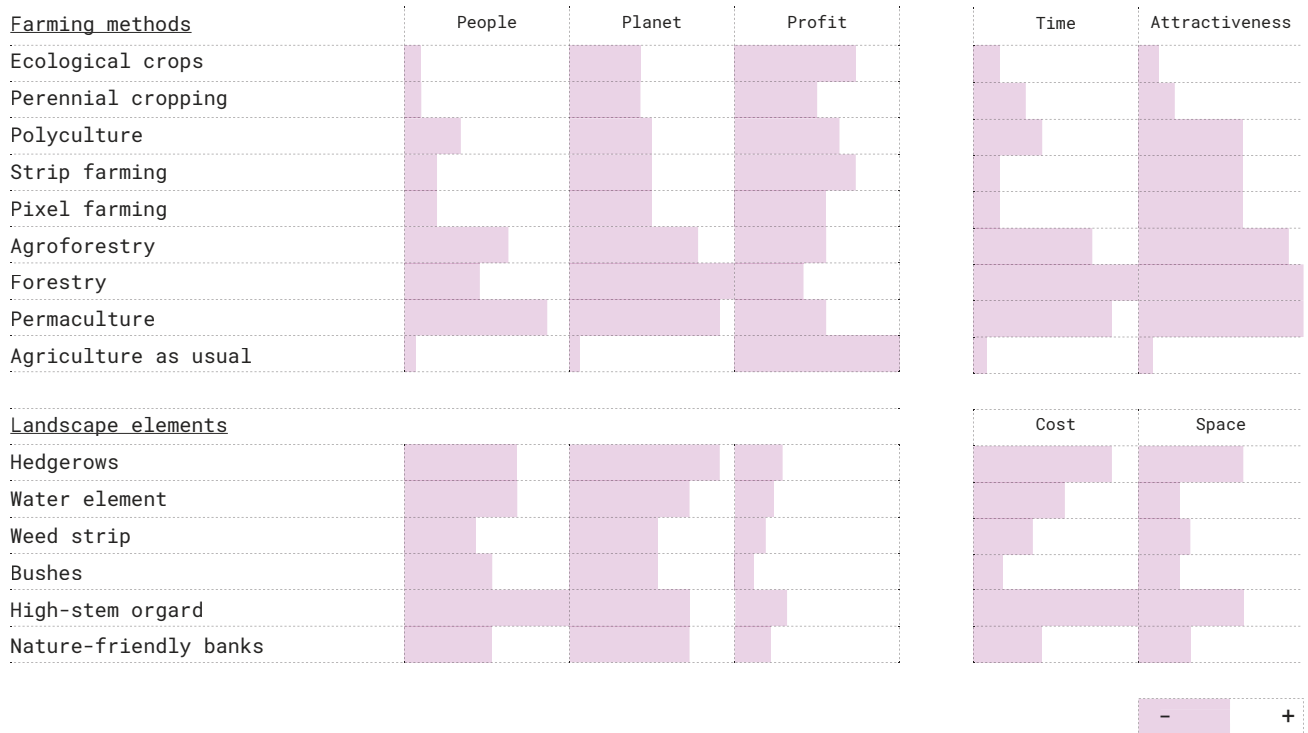 Farming methods People Planet Profit Time Attractiveness
Ecological crops
Perennial cropping
Polyculture
Strip farming
Pixel farming
Agroforestry
Forestry
Permaculture
Agriculture as usual
Landscape elements Cost Space
Hedgerows
Water element
Weed strip
Bushes
High-stem orgard
Nature-friendly banks
- +